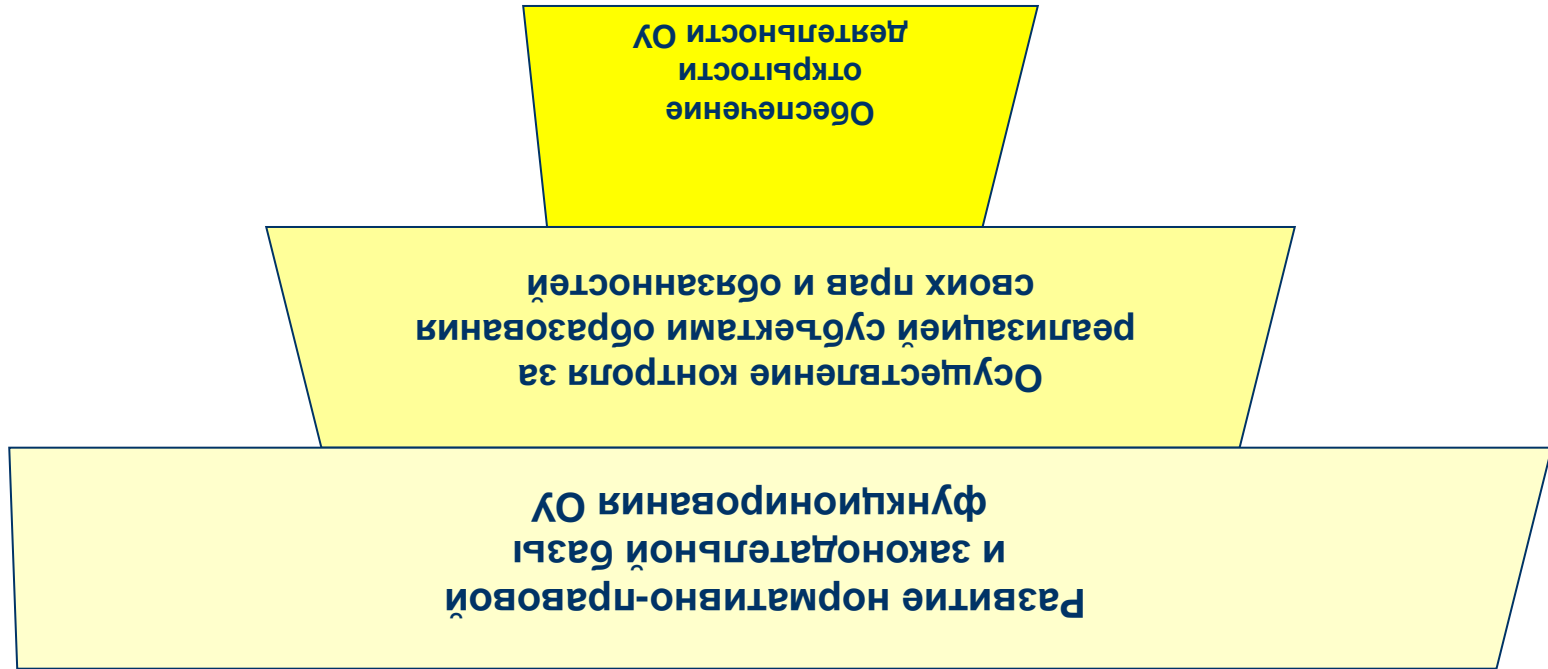 Развитие нормативно-правовой
и законодательной базы
функционирования ОУ
Осуществление контроля за
реализацией субъектами образования
своих прав и обязанностей
Обеспечение
открытости
деятельности ОУ